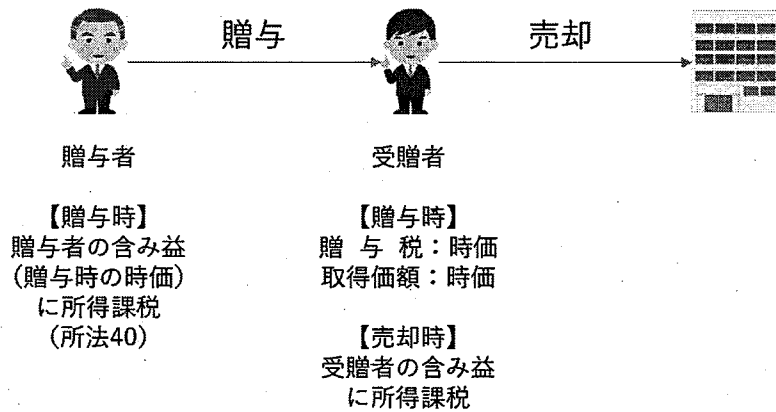 贈与
売却
贈与者
受贈者
【贈与時】
贈与者の含み益
(贈与時の時価)
に所得課税
(所法40)
【贈与時】
贈 与 税：時価
取得価額：時価
【売却時】
受贈者の含み益
に所得課税